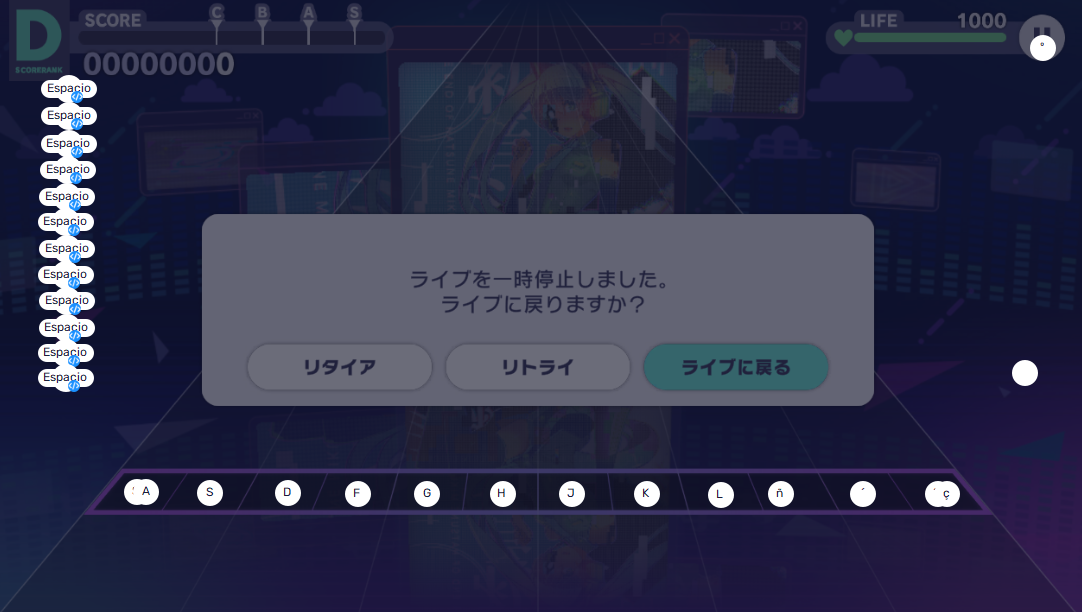 D
SCORERANK
SCORE
C B A S
00000000
LIFE 1000
°
Espacio
Espacio
Espacio
Espacio
Espacio
Espacio
Espacio
Espacio
Espacio
Espacio
Espacio
Espacio
ライブを一時停止しました。
ライブに戻りますか？
リタイア
リトライ
ライブに戻る
A S D F G H J K L ñ ´ ç